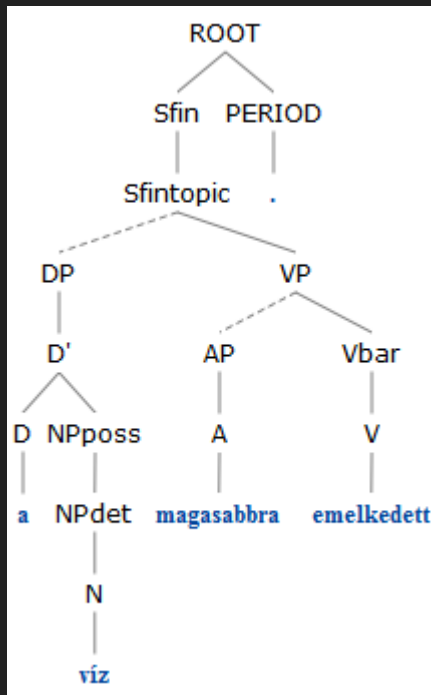 ROOT
Sfin PERIOD
Sfintopic .
DP VP
D' AP Vbar
D NPposs A V
a NPdet magasabbra emelkedett
N
víz